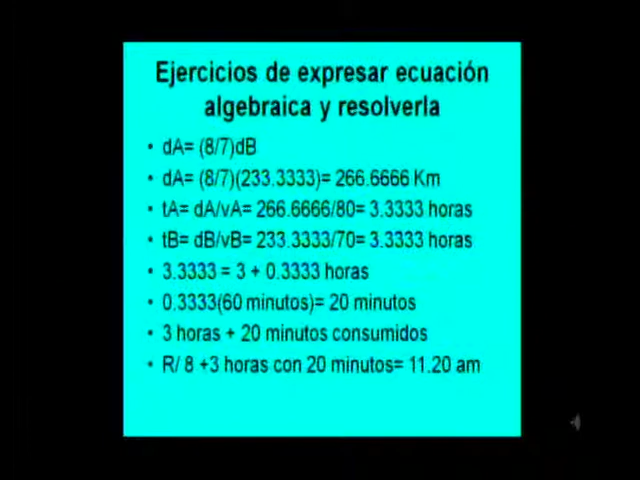 Ejercicios de expresar ecuación
algebraica y resolverla
• dA= (8/7)dB
• dA= (8/7)(233.3333)= 266.6666 Km
• tA= dA/vA= 266.6666/80= 3.3333 horas
• tB= dB/vB= 233.3333/70= 3.3333 horas
• 3.3333 = 3 + 0.3333 horas
• 0.3333(60 minutos)= 20 minutos
• 3 horas + 20 minutos consumidos
• R/ 8 +3 horas con 20 minutos= 11.20 am